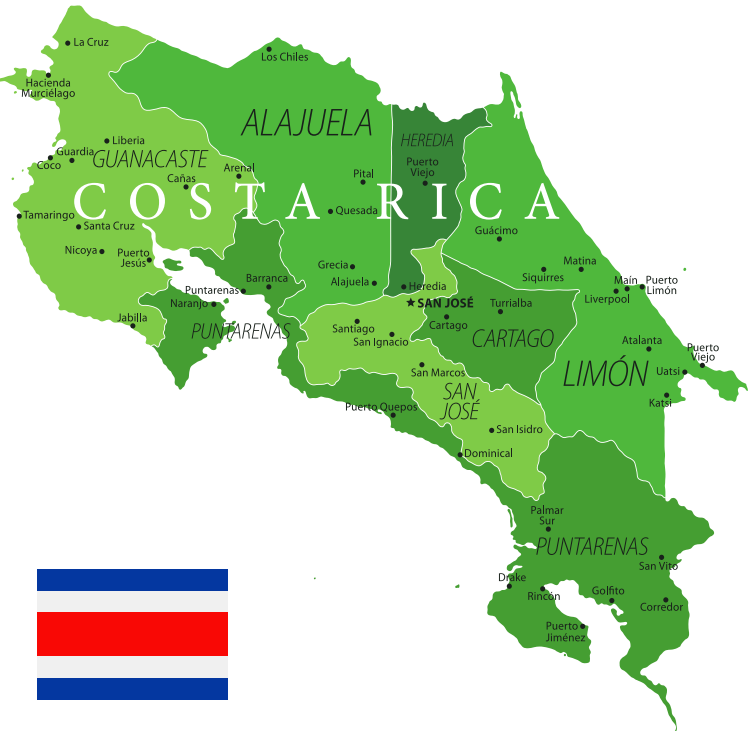 La Cruz
Los Chiles
Hacienda
Murciélago
ALAJUELA
HEREDIA
Liberia
Guardia
GUANACASTE
Coco
Puerto
Viejo
Arenal
Pital
Cañas
COSTA RICA
Tamaringo
Quesada
Santa Cruz
Guácimo
Nicoya
Puerto
Jesús
Grecia
Matina
Siquirres
Barranca
Alajuela
Heredia
Maín
Puerto
Limón
Puntarenas
Liverpool
Naranjo
SAN JOSÉ
Turrialba
Jabilla
PUNTARENAS
Santiago
Cartago
San Ignacio
CARTAGO
Atalanta
Puerto
Viejo
San Marcos
LIMÓN
Uatsi
SAN
JOSÉ
Katsi
Puerto Quepos
San Isidro
Dominical
Palmar
Sur
PUNTARENAS
San Vito
Drake
Rincón
Golfito
Corredor
Puerto
Jiménez